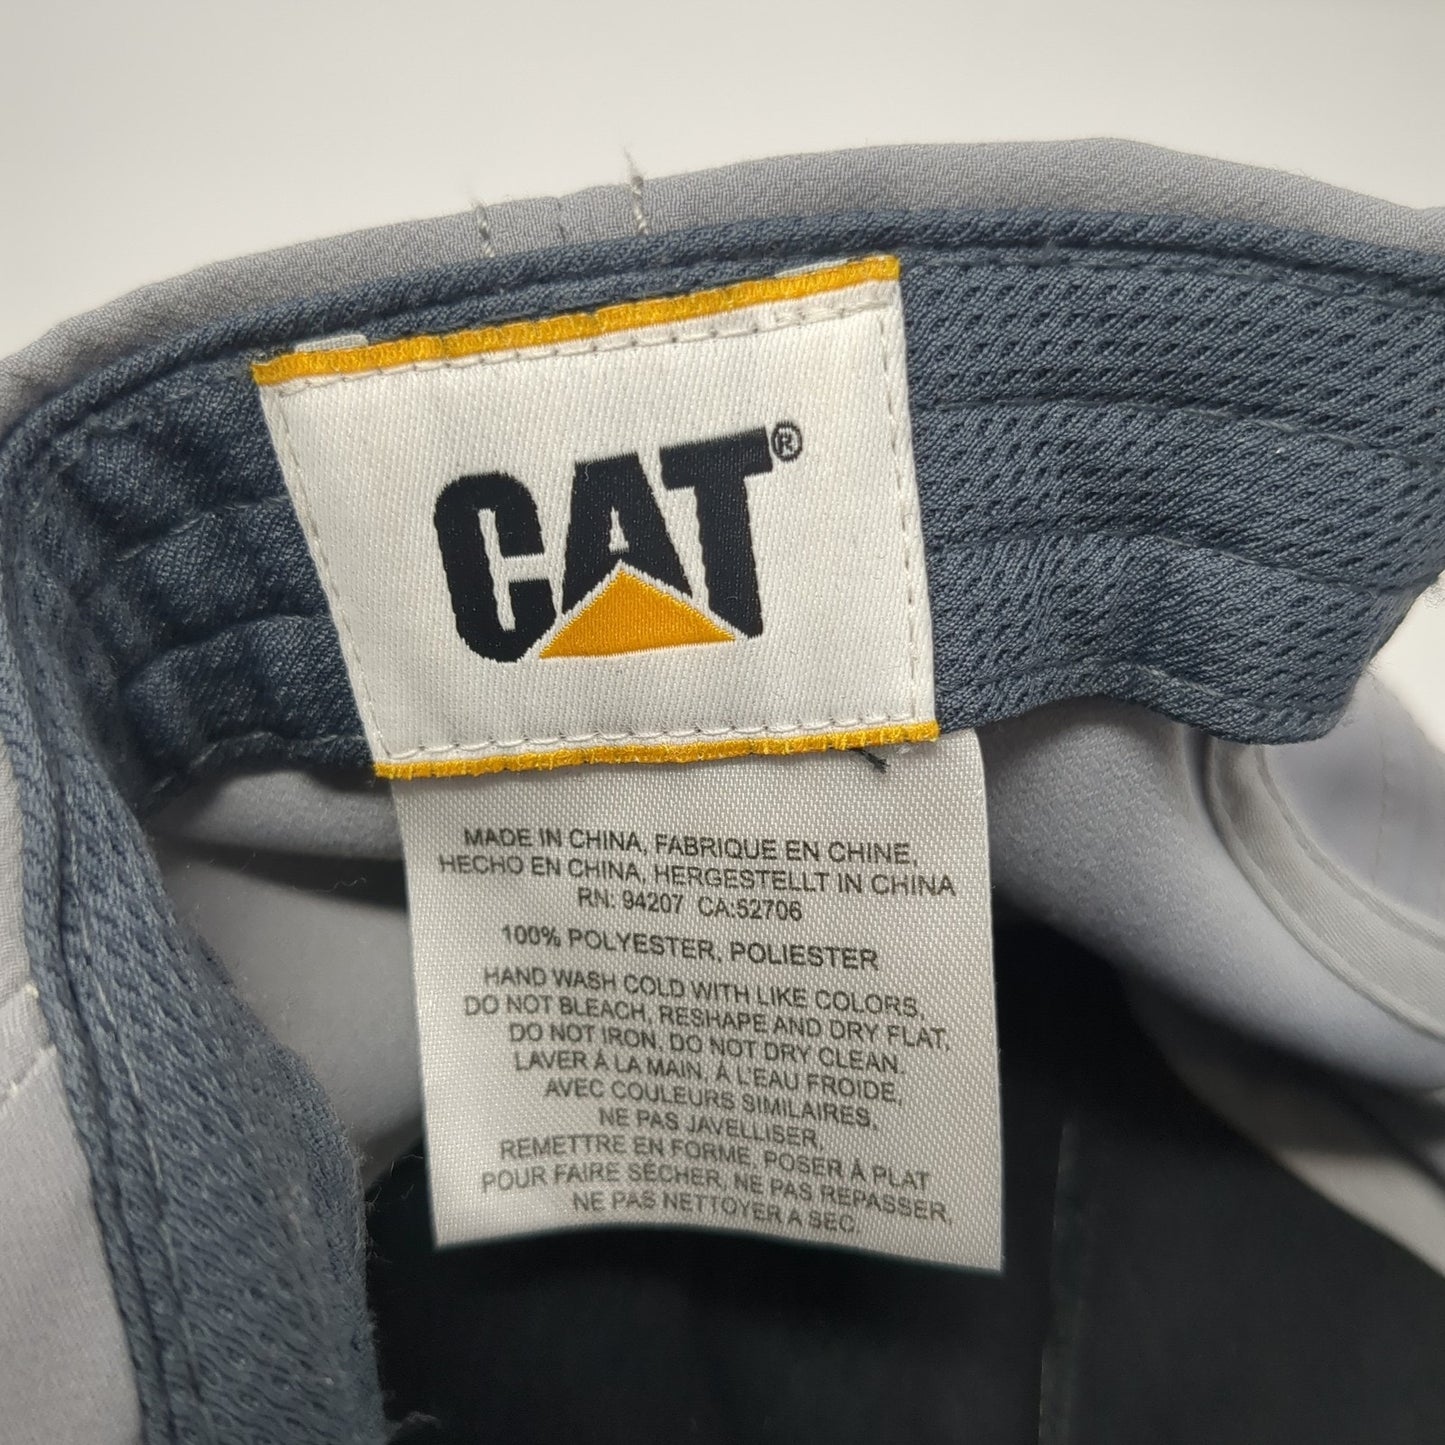 CAT®
MADE IN CHINA, FABRIQUE EN CHINE,
HECHO EN CHINA, HERGESTELLT IN CHINA
RN: 94207 CA:52706
100% POLYESTER, POLIESTER
HAND WASH COLD WITH LIKE COLORS,
DO NOT BLEACH, RESHAPE AND DRY FLAT,
DO NOT IRON, DO NOT DRY CLEAN.
LAVER À LA MAIN, À L'EAU FROIDE,
AVEC COULEURS SIMILAIRES,
NE PAS JAVELLISER,
REMETTRE EN FORME, POSER À PLAT
POUR FAIRE SÉCHER, NE PAS REPASSER,
NE PAS NETTOYER A SEC.